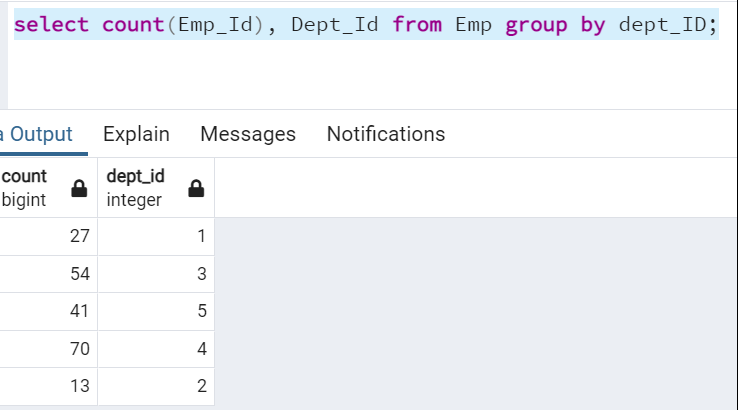 select count(Emp_Id), Dept_Id from Emp group by dept_ID;
a Output Explain Messages Notifications
count dept_id
bigint integer
27 1
54 3
41 5
70 4
13 2